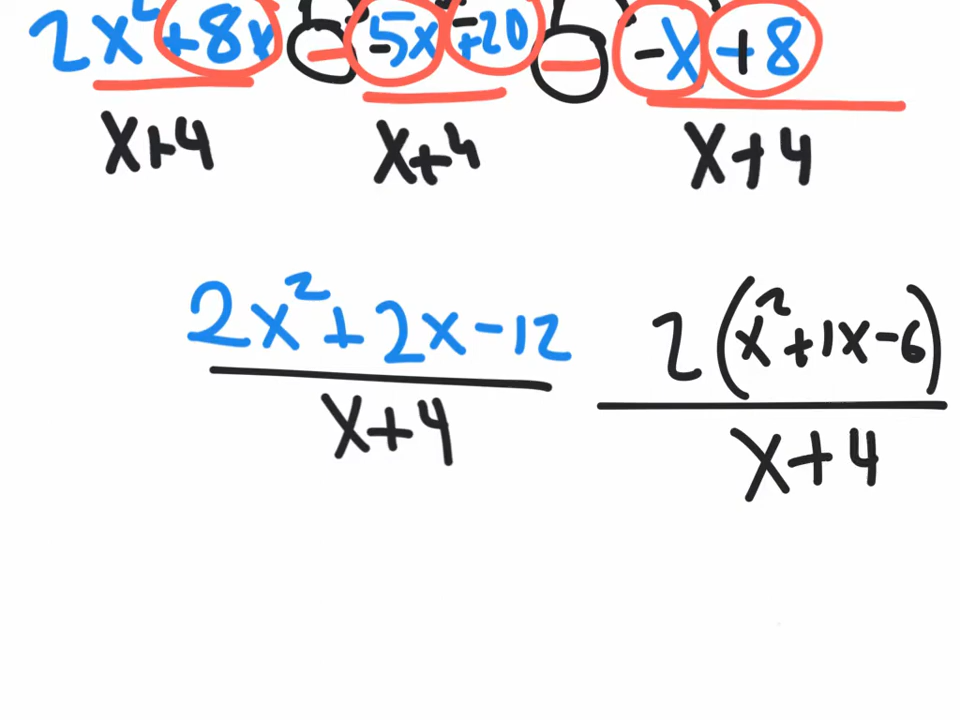 2x² +8x - -5x +20 - -x +8
x+4 x+4 x+4
2x²+2x-12 2(x²+1x-6)
x+4 x+4